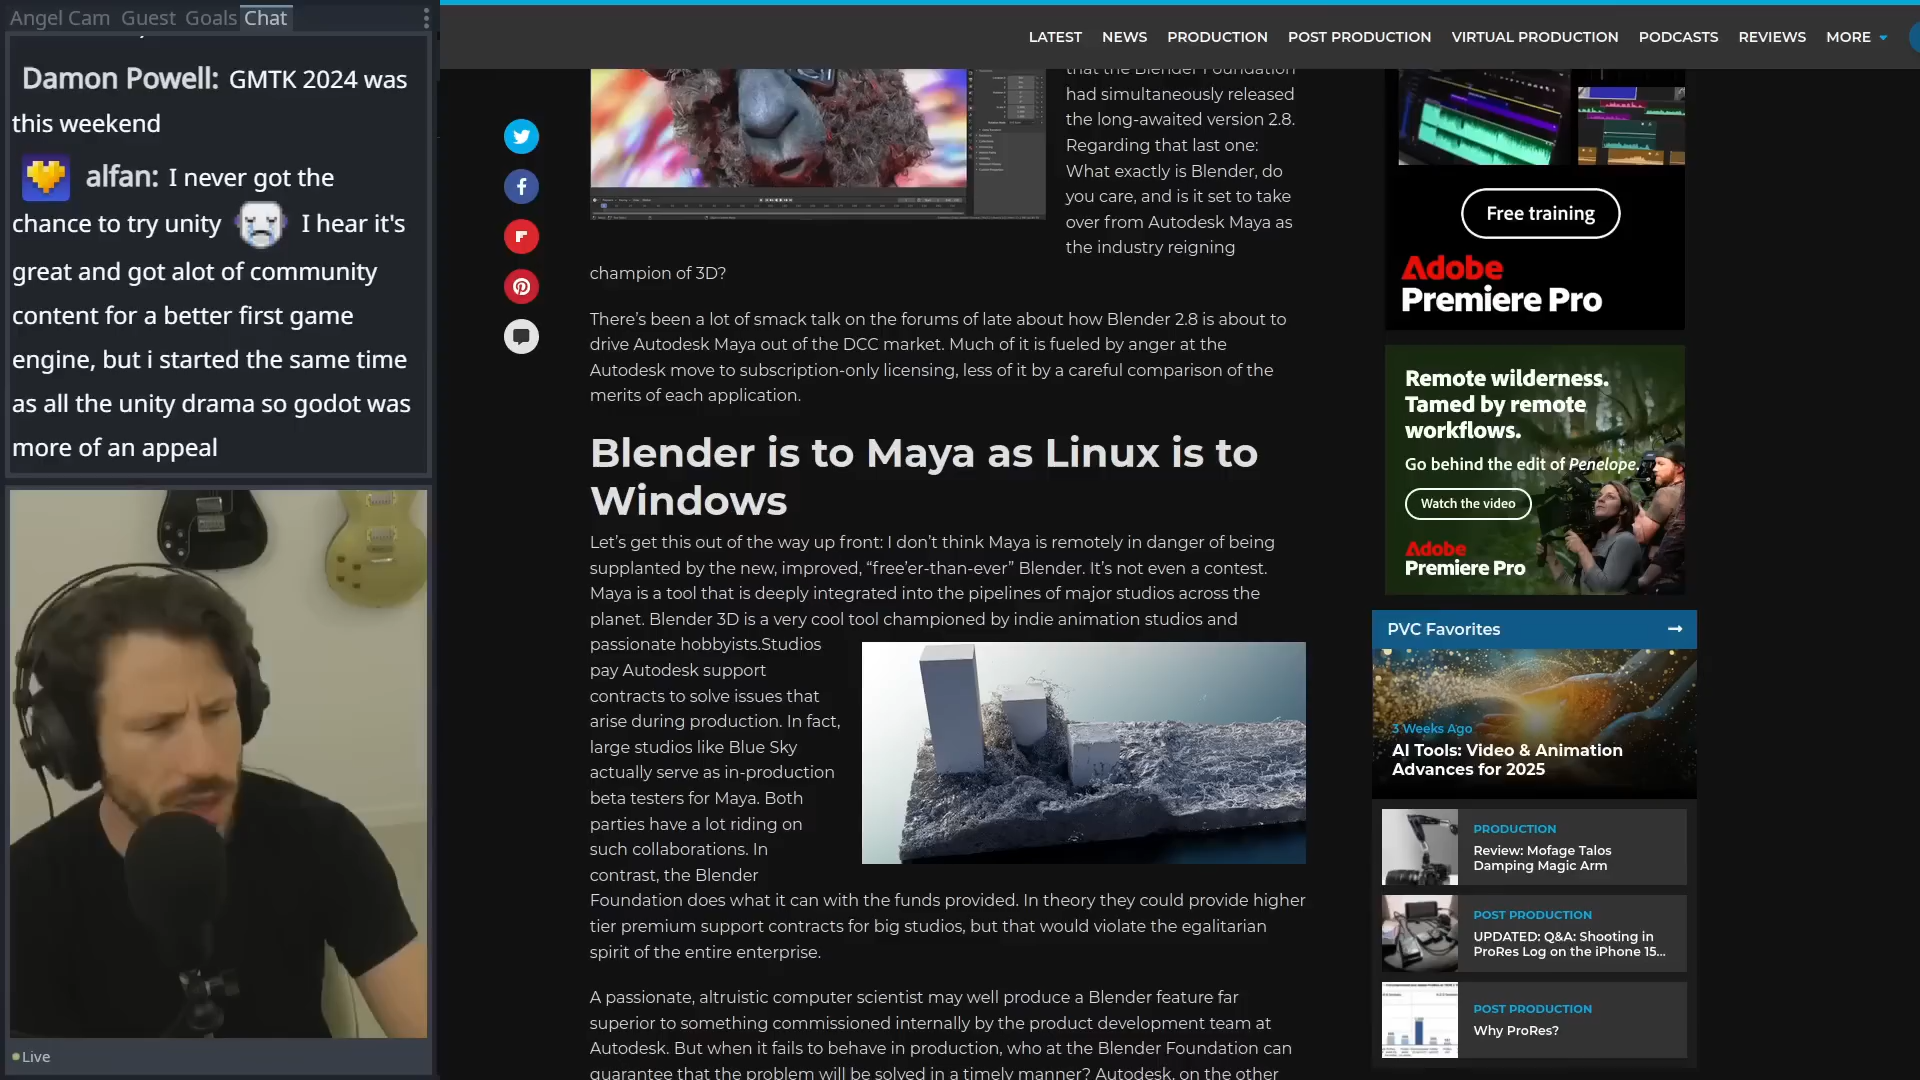 Angel Cam Guest Goals Chat
Damon Powell: GMTK 2024 was
this weekend
alfan: I never got the
chance to try unity I hear it's
great and got alot of community
content for a better first game
engine, but i started the same time
as all the unity drama so godot was
more of an appeal
Live
LATEST NEWS PRODUCTION POST PRODUCTION VIRTUAL PRODUCTION PODCASTS REVIEWS MORE
that the Blender Foundation
had simultaneously released
the long-awaited version 2.8.
Regarding that last one:
What exactly is Blender, do
you care, and is it set to take
over from Autodesk Maya as
the industry reigning
champion of 3D?
There's been a lot of smack talk on the forums of late about how Blender 2.8 is about to
drive Autodesk Maya out of the DCC market. Much of it is fueled by anger at the
Autodesk move to subscription-only licensing, less of it by a careful comparison of the
merits of each application.
Blender is to Maya as Linux is to
Windows
Let's get this out of the way up front: I don't think Maya is remotely in danger of being
supplanted by the new, improved, “free'er-than-ever” Blender. It's not even a contest.
Maya is a tool that is deeply integrated into the pipelines of major studios across the
planet. Blender 3D is a very cool tool championed by indie animation studios and
passionate hobbyists.Studios
pay Autodesk support
contracts to solve issues that
arise during production. In fact,
large studios like Blue Sky
actually serve as in-production
beta testers for Maya. Both
parties have a lot riding on
such collaborations. In
contrast, the Blender
Foundation does what it can with the funds provided. In theory they could provide higher
tier premium support contracts for big studios, but that would violate the egalitarian
spirit of the entire enterprise.
A passionate, altruistic computer scientist may well produce a Blender feature far
superior to something commissioned internally by the product development team at
Autodesk. But when it fails to behave in production, who at the Blender Foundation can
guarantee that the problem will be solved in a timely manner? Autodesk, on the other
Free training
Adobe
Premiere Pro
Remote wilderness.
Tamed by remote
workflows.
Go behind the edit of Penelope.
Watch the video
Adobe
Premiere Pro
PVC Favorites
3 Weeks Ago
AI Tools: Video & Animation
Advances for 2025
PRODUCTION
Review: Mofage Talos
Damping Magic Arm
POST PRODUCTION
UPDATED: Q&A: Shooting in
ProRes Log on the iPhone 15...
POST PRODUCTION
Why ProRes?